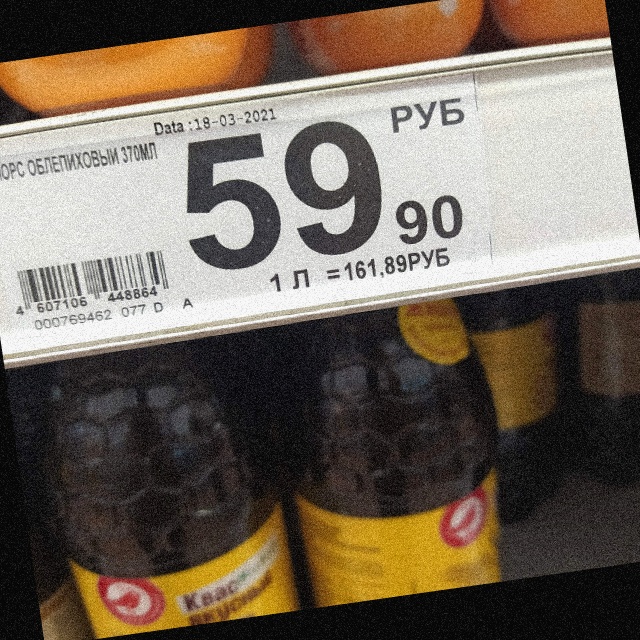 Data :18-03-2021
ОРС ОБЛЕПИХОВЫЙ 370МЛ
59 90 РУБ
1 Л =161,89РУБ
4 607106 448864
000769462 077 D A
Квас
вкусный